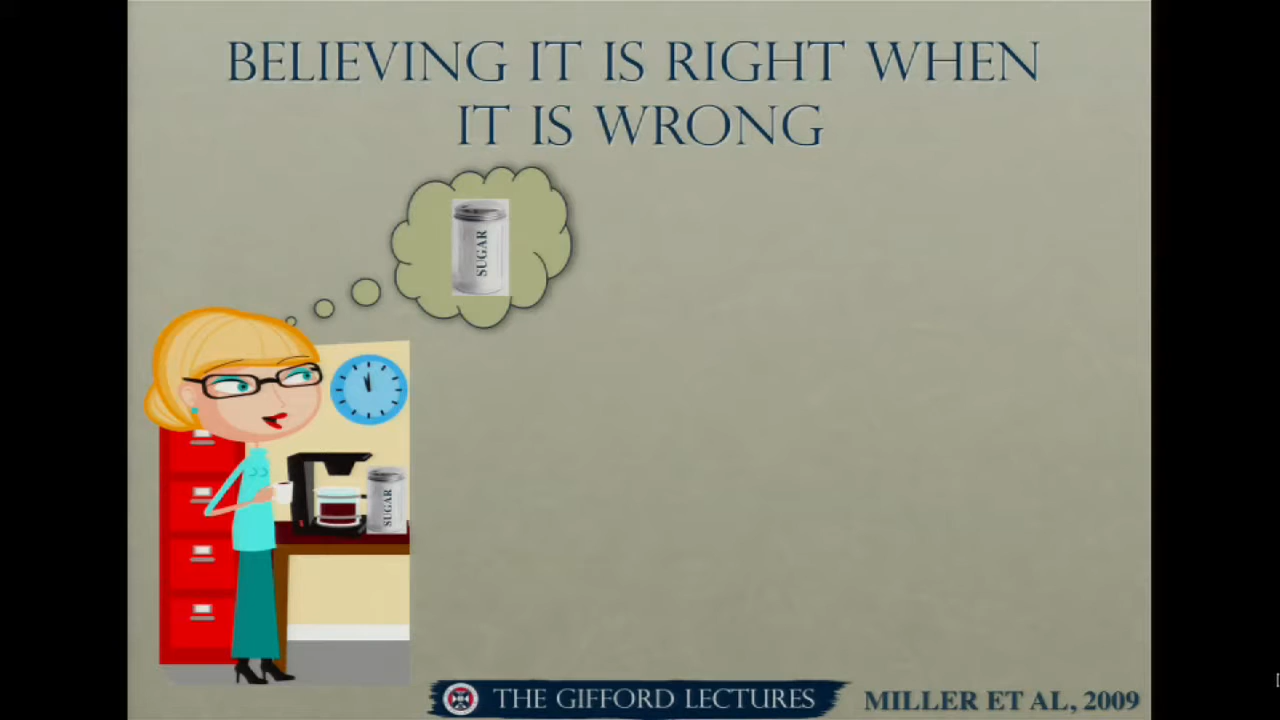 BELIEVING IT IS RIGHT WHEN
IT IS WRONG
SUGAR
SUGAR
THE GIFFORD LECTURES
MILLER ET AL, 2009